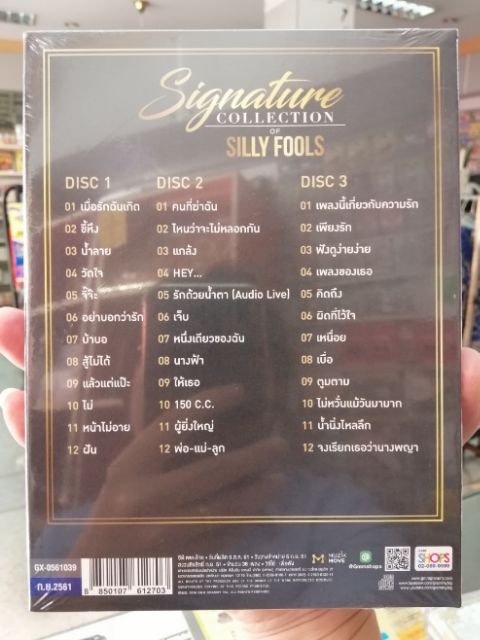 Signature
COLLECTION
OF
SILLY FOOLS
DISC 1
01 เมื่อรักฉันเกิด
02 ขี้หึง
03 น้ำลาย
04 วัดใจ
05 จิ๊จ๊ะ
06 อย่าบอกว่ารัก
07 บ้าบอ
08 สู้ไม่ได้
09 แล้วแต่แป๊ะ
10 ไม่
11 หน้าไม่อาย
12 ฝัน
DISC 2
01 คนที่ฆ่าฉัน
02 ไหนว่าจะไม่หลอกกัน
03 แกล้ง
04 HEY...
05 รักด้วยน้ำตา (Audio Live)
06 เจ็บ
07 หนึ่งเดียวของฉัน
08 นางฟ้า
09 ให้เธอ
10 150 C.C.
11 ผู้ยิ่งใหญ่
12 พ่อ-แม่-ลูก
DISC 3
01 เพลงนี้เกี่ยวกับความรัก
02 เพียงรัก
03 ฟังดูง่ายง่าย
04 เพลงของเธอ
05 คิดถึง
06 ผิดที่ไว้ใจ
07 เหนื่อย
08 เบื่อ
09 ตูมตาม
10 ไม่หวั่นแม้วันมามาก
11 น้ำนิ่งไหลลึก
12 จงเรียกเธอว่านางพญา
GX-0561039
ก.ย.2561
8 850107 612703
MUZIK
MOVE
@Gmmshops
SHOPS